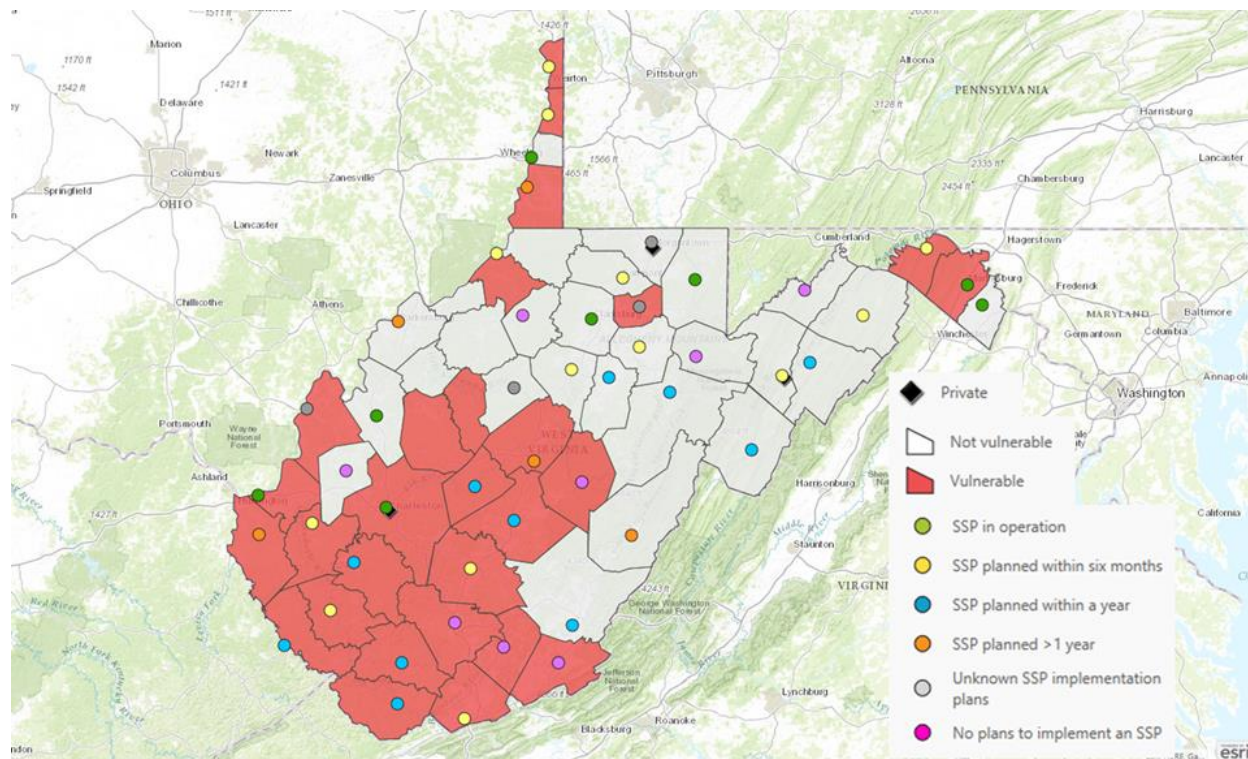 1511 ft
1426 ft
Marion
1170 ft
1542 ft
1421 ft
Pittsburgh
Altoona
PENNSYLVANIA
3128 ft
Harrisburg
Delaware
Newark
Columbus
Zanesville
1566 ft
465 ft
2335 ft
Lancaster
Springfield
OHIO
2454 ft
Chambersburg
Lancaster
Cumberland
Hagerstown
Chillicothe
Athens
Frederick
MARYLAND
Baltimore
Germantown
Columbia
Annapoli
Washington
Portsmouth
Wayne
National
Forest
WEST
VIRGINIA
Ashland
1427 ft
Harrisonburg
Staunton
California
VIRGINI
4243 ft
George Washington
National Forest
Jefferson
National
Forest
Lynchburg
Roanoke
Blacksburg
Private
Not vulnerable
Vulnerable
SSP in operation
SSP planned within six months
SSP planned within a year
SSP planned >1 year
Unknown SSP implementation
plans
No plans to implement an SSP
esri